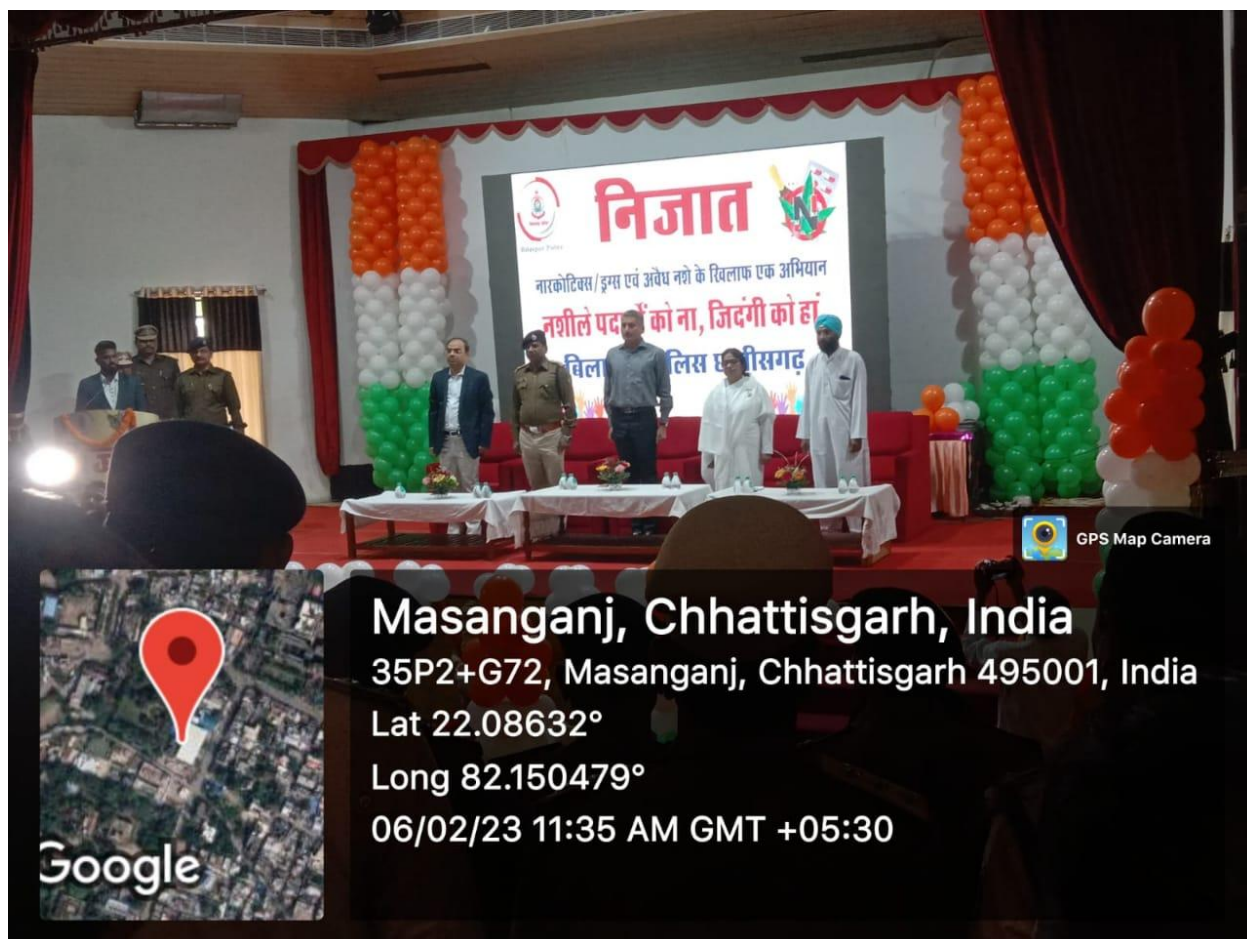 निजात
नारकोटिक्स/ड्रग्स एवं अवैध नशे के खिलाफ एक अभियान
को ना, जिदंगी को हां
GPS Map Camera
Google
Masanganj, Chhattisgarh, India
35P2+G72, Masanganj, Chhattisgarh 495001, India
Lat 22.08632°
Long 82.150479°
06/02/23 11:35 AM GMT +05:30